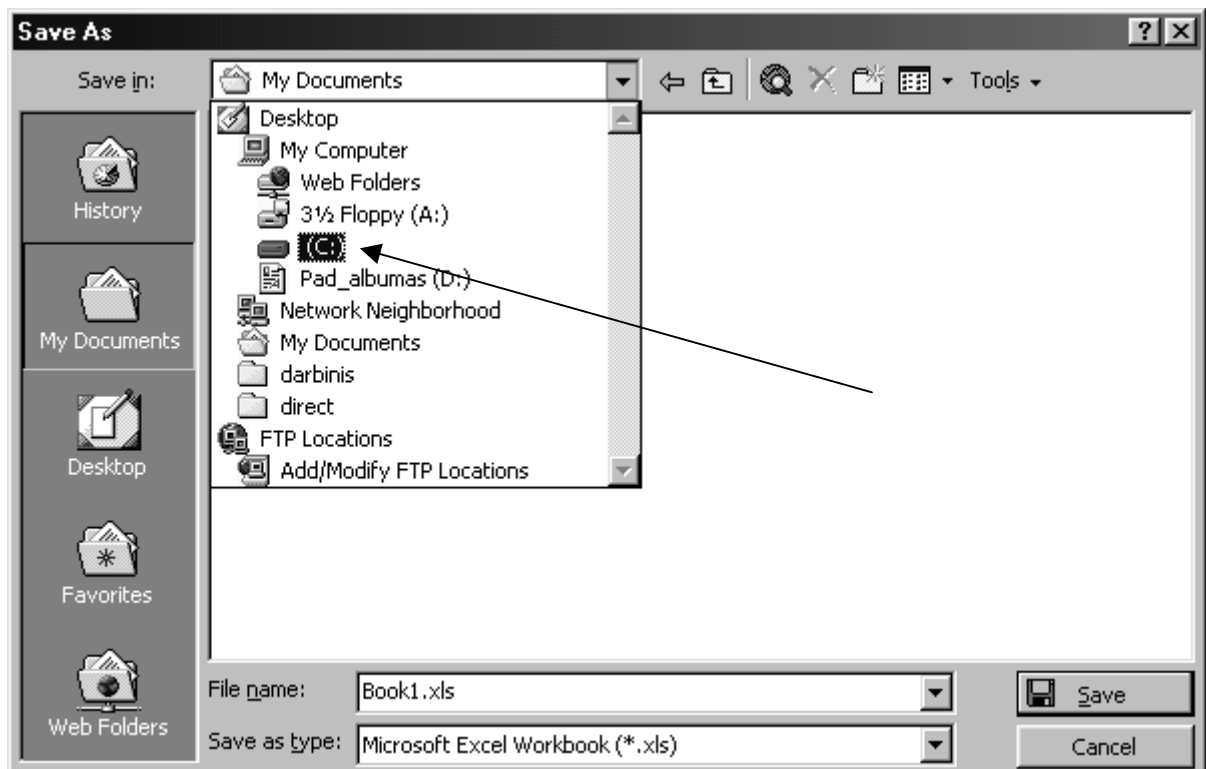 Save As
Save in:
My Documents
Tools
Desktop
My Computer
Web Folders
3½ Floppy (A:)
(C:)
Pad_albumas (D:)
Network Neighborhood
My Documents
darbinis
direct
FTP Locations
Add/Modify FTP Locations
History
My Documents
Desktop
Favorites
Web Folders
File name:
Book1.xls
Save
Save as type:
Microsoft Excel Workbook (*.xls)
Cancel